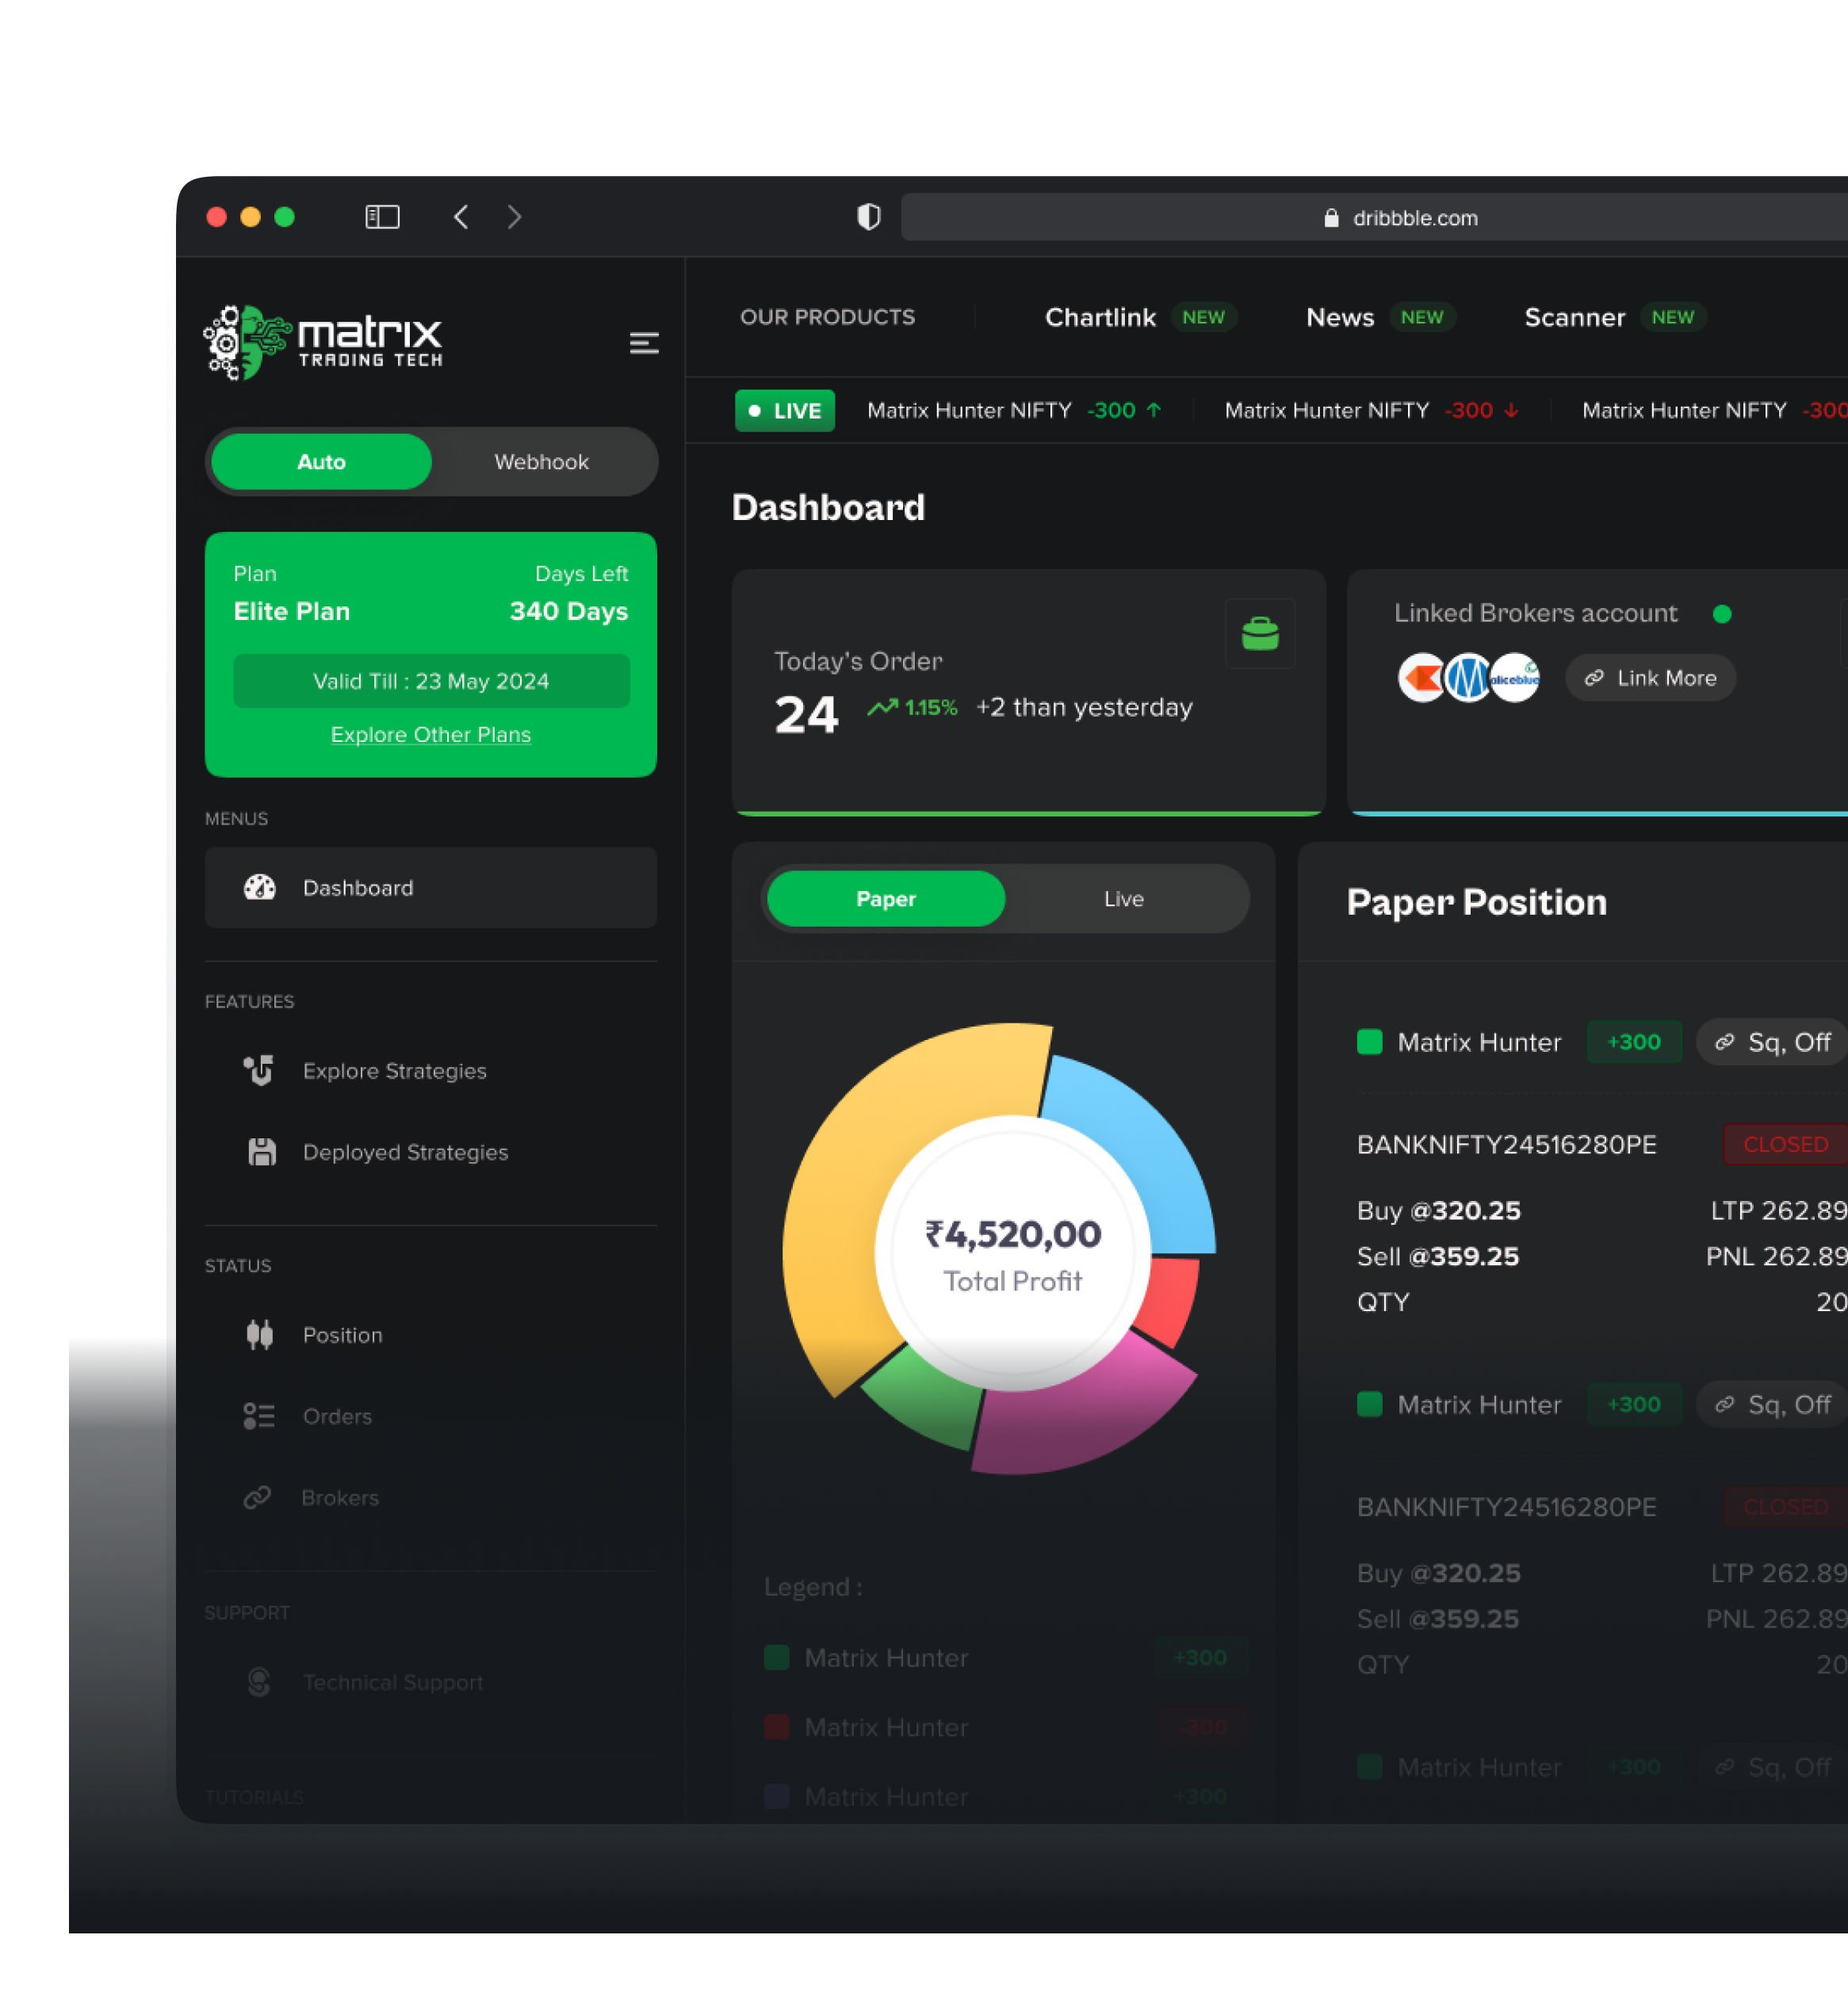 dribbble.com
matrix
TRADING TECH
OUR PRODUCTS Chartlink NEW News NEW Scanner NEW
LIVE Matrix Hunter NIFTY -300 ↑ Matrix Hunter NIFTY -300 ↓ Matrix Hunter NIFTY -300
Auto Webhook
Plan Days Left
Elite Plan 340 Days
Valid Till : 23 May 2024
Explore Other Plans
MENUS
Dashboard
FEATURES
Explore Strategies
Deployed Strategies
STATUS
Position
Orders
Brokers
SUPPORT
Technical Support
TUTORIALS
Dashboard
Today's Order
24 1.15% +2 than yesterday
Linked Brokers account
aliceblue
Link More
Paper Live
₹4,520,00
Total Profit
Legend :
Matrix Hunter +300
Matrix Hunter -300
Matrix Hunter +300
Paper Position
Matrix Hunter +300 Sq, Off
BANKNIFTY24516280PE CLOSED
Buy @320.25 LTP 262.89
Sell @359.25 PNL 262.89
QTY 20
Matrix Hunter +300 Sq, Off
BANKNIFTY24516280PE CLOSED
Buy @320.25 LTP 262.89
Sell @359.25 PNL 262.89
QTY 20
Matrix Hunter +300 Sq, Off